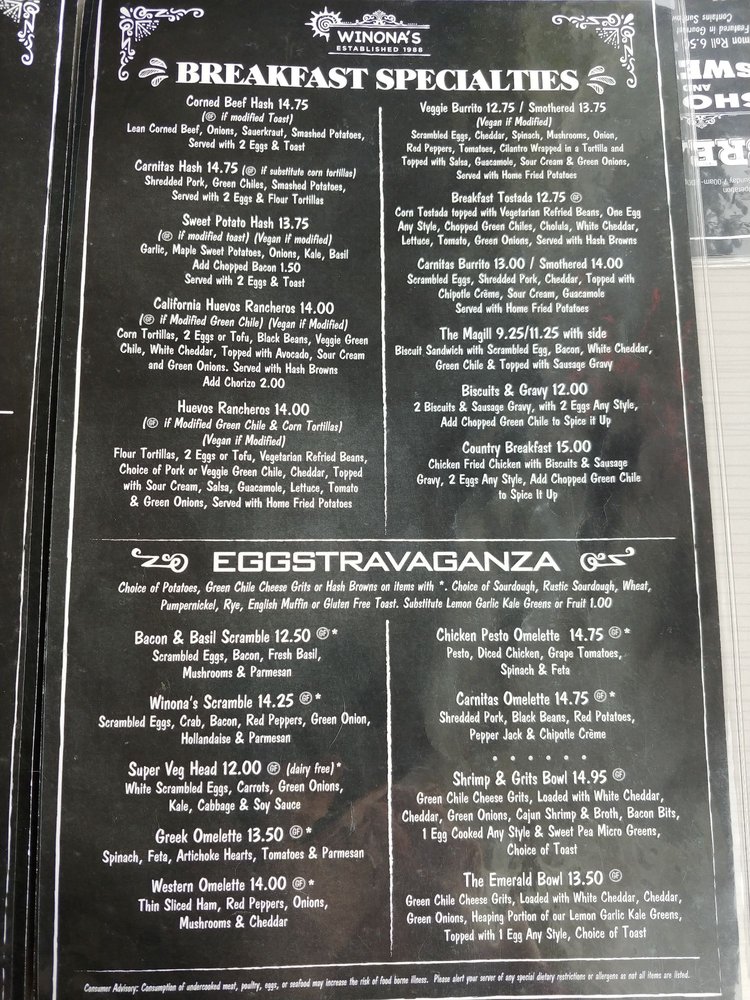 WINONA'S
ESTABLISHED 1988
BREAKFAST SPECIALTIES
Corned Beef Hash 14.75
(GF if modified Toast)
Lean Corned Beef, Onions, Sauerkraut, Smashed Potatoes,
Served with 2 Eggs & Toast
Carnitas Hash 14.75 (GF if substitute corn tortillas)
Shredded Pork, Green Chiles, Smashed Potatoes,
Served with 2 Eggs & Flour Tortillas
Sweet Potato Hash 13.75
(GF if modified toast) (Vegan if modified)
Garlic, Maple Sweet Potatoes, Onions, Kale, Basil
Add Chopped Bacon 1.50
Served with 2 Eggs & Toast
California Huevos Rancheros 14.00
(GF if Modified Green Chile) (Vegan if Modified)
Corn Tortillas, 2 Eggs or Tofu, Black Beans, Veggie Green
Chile, White Cheddar, Topped with Avocado, Sour Cream
and Green Onions. Served with Hash Browns
Add Chorizo 2.00
Huevos Rancheros 14.00
(GF if Modified Green Chile & Corn Tortillas)
(Vegan if Modified)
Flour Tortillas, 2 Eggs or Tofu, Vegetarian Refried Beans,
Choice of Pork or Veggie Green Chile, Cheddar, Topped
with Sour Cream, Salsa, Guacamole, Lettuce, Tomato
& Green Onions, Served with Home Fried Potatoes
Veggie Burrito 12.75 / Smothered 13.75
(Vegan if Modified)
Scrambled Eggs, Cheddar, Spinach, Mushrooms, Onion,
Red Peppers, Tomatoes, Cilantro Wrapped in a Tortilla and
Topped with Salsa, Guacamole, Sour Cream & Green Onions,
Served with Home Fried Potatoes
Breakfast Tostada 12.75 GF
Corn Tostada topped with Vegetarian Refried Beans, One Egg
Any Style, Chopped Green Chiles, Cholula, White Cheddar,
Lettuce, Tomato, Green Onions, Served with Hash Browns
Carnitas Burrito 13.00 / Smothered 14.00
Scrambled Eggs, Shredded Pork, Cheddar, Topped with
Chipotle Crème, Sour Cream, Guacamole
Served with Home Fried Potatoes
The Magill 9.25/11.25 with side
Biscuit Sandwich with Scrambled Egg, Bacon, White Cheddar,
Green Chile & Topped with Sausage Gravy
Biscuits & Gravy 12.00
2 Biscuits & Sausage Gravy, with 2 Eggs Any Style,
Add Chopped Green Chile to Spice it Up
Country Breakfast 15.00
Chicken Fried Chicken with Biscuits & Sausage
Gravy, 2 Eggs Any Style, Add Chopped Green Chile
to Spice It Up
EGGSTRAVAGANZA
Choice of Potatoes, Green Chile Cheese Grits or Hash Browns on items with *. Choice of Sourdough, Rustic Sourdough, Wheat,
Pumpernickel, Rye, English Muffin or Gluten Free Toast. Substitute Lemon Garlic Kale Greens or Fruit 1.00
Bacon & Basil Scramble 12.50 GF *
Scrambled Eggs, Bacon, Fresh Basil,
Mushrooms & Parmesan
Winona's Scramble 14.25 GF *
Scrambled Eggs, Crab, Bacon, Red Peppers, Green Onion,
Hollandaise & Parmesan
Super Veg Head 12.00 GF (dairy free) *
White Scrambled Eggs, Carrots, Green Onions,
Kale, Cabbage & Soy Sauce
Greek Omelette 13.50 GF *
Spinach, Feta, Artichoke Hearts, Tomatoes & Parmesan
Western Omelette 14.00 GF *
Thin Sliced Ham, Red Peppers, Onions,
Mushrooms & Cheddar
Chicken Pesto Omelette 14.75 GF *
Pesto, Diced Chicken, Grape Tomatoes,
Spinach & Feta
Carnitas Omelette 14.75 GF *
Shredded Pork, Black Beans, Red Potatoes,
Pepper Jack & Chipotle Crème
Shrimp & Grits Bowl 14.95 GF
Green Chile Cheese Grits, Loaded with White Cheddar,
Cheddar, Green Onions, Cajun Shrimp & Broth, Bacon Bits,
1 Egg Cooked Any Style & Sweet Pea Micro Greens,
Choice of Toast
The Emerald Bowl 13.50 GF
Green Chile Cheese Grits, Loaded with White Cheddar, Cheddar,
Green Onions, Heaping Portion of our Lemon Garlic Kale Greens,
Topped with 1 Egg Any Style, Choice of Toast
Consumer Advisory: Consumption of undercooked meat, poultry, eggs, or seafood may increase the risk of food borne illness. Please alert your server of any special dietary restrictions or allergens as not all items are listed.
Featured in
Roll 6.50
AND